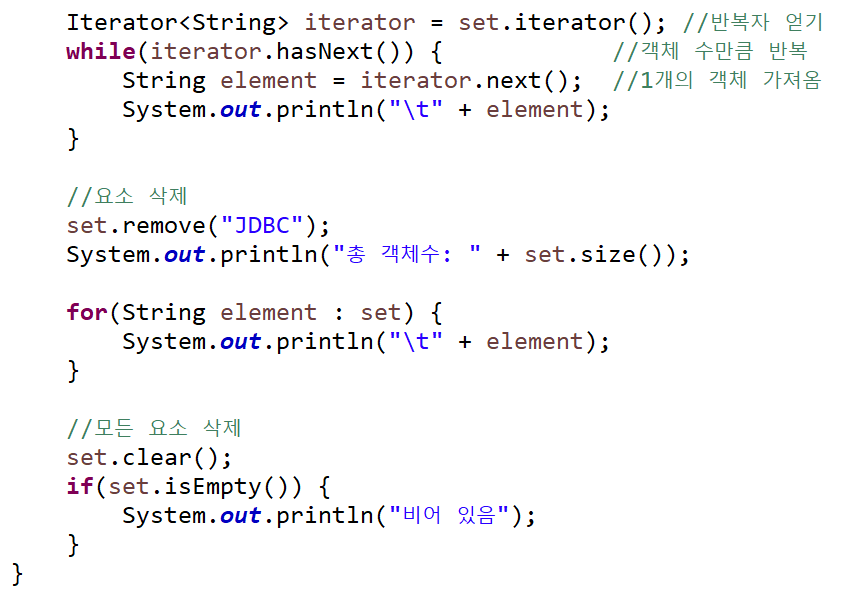 Iterator<String> iterator = set.iterator(); //반복자 얻기
while(iterator.hasNext()) { //객체 수만큼 반복
String element = iterator.next(); //1개의 객체 가져옴
System.out.println("\t" + element);
}
//요소 삭제
set.remove("JDBC");
System.out.println("총 객체수: " + set.size());
for(String element : set) {
System.out.println("\t" + element);
}
//모든 요소 삭제
set.clear();
if(set.isEmpty()) {
System.out.println("비어 있음");
}
}